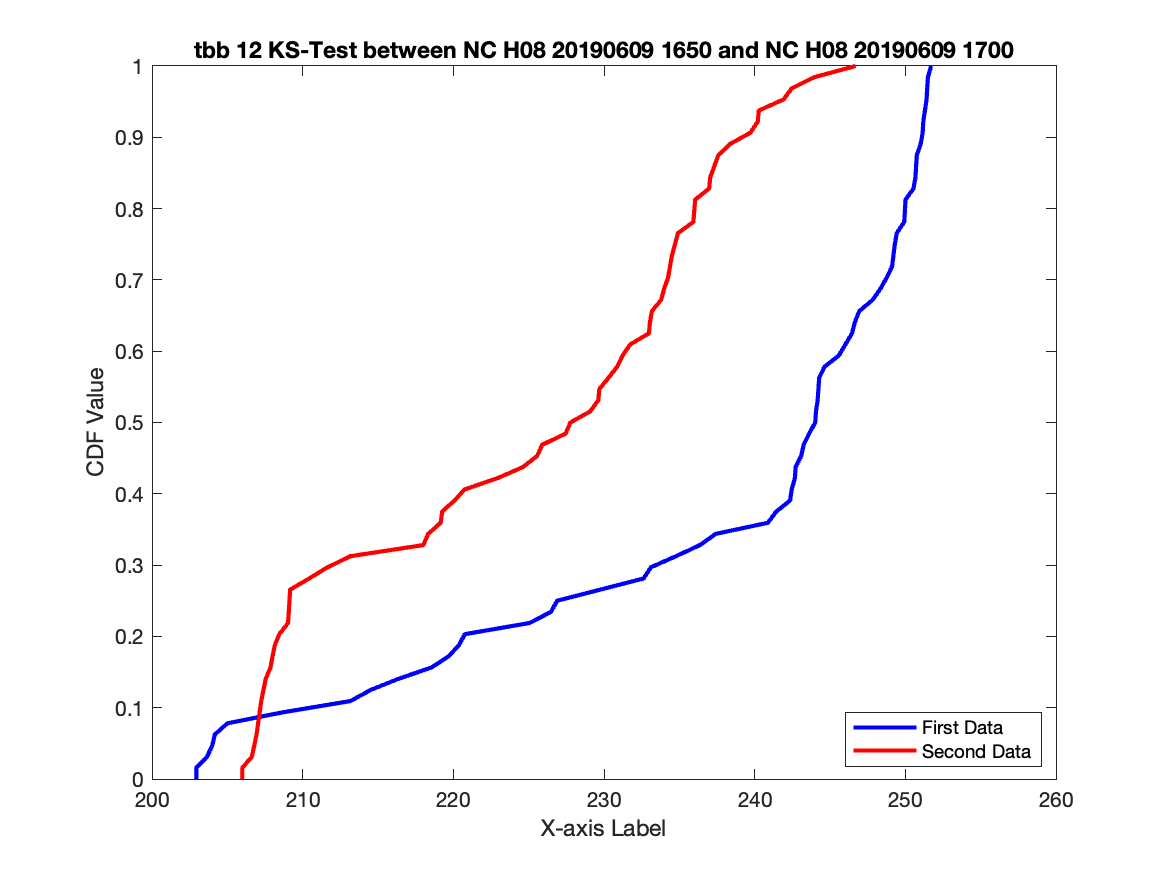 tbb 12 KS-Test between NC H08 20190609 1650 and NC H08 20190609 1700
1
0.9
0.8
0.7
0.6
0.5
0.4
0.3
0.2
0.1
0
CDF Value
First Data
Second Data
200 210 220 230 240 250 260
X-axis Label